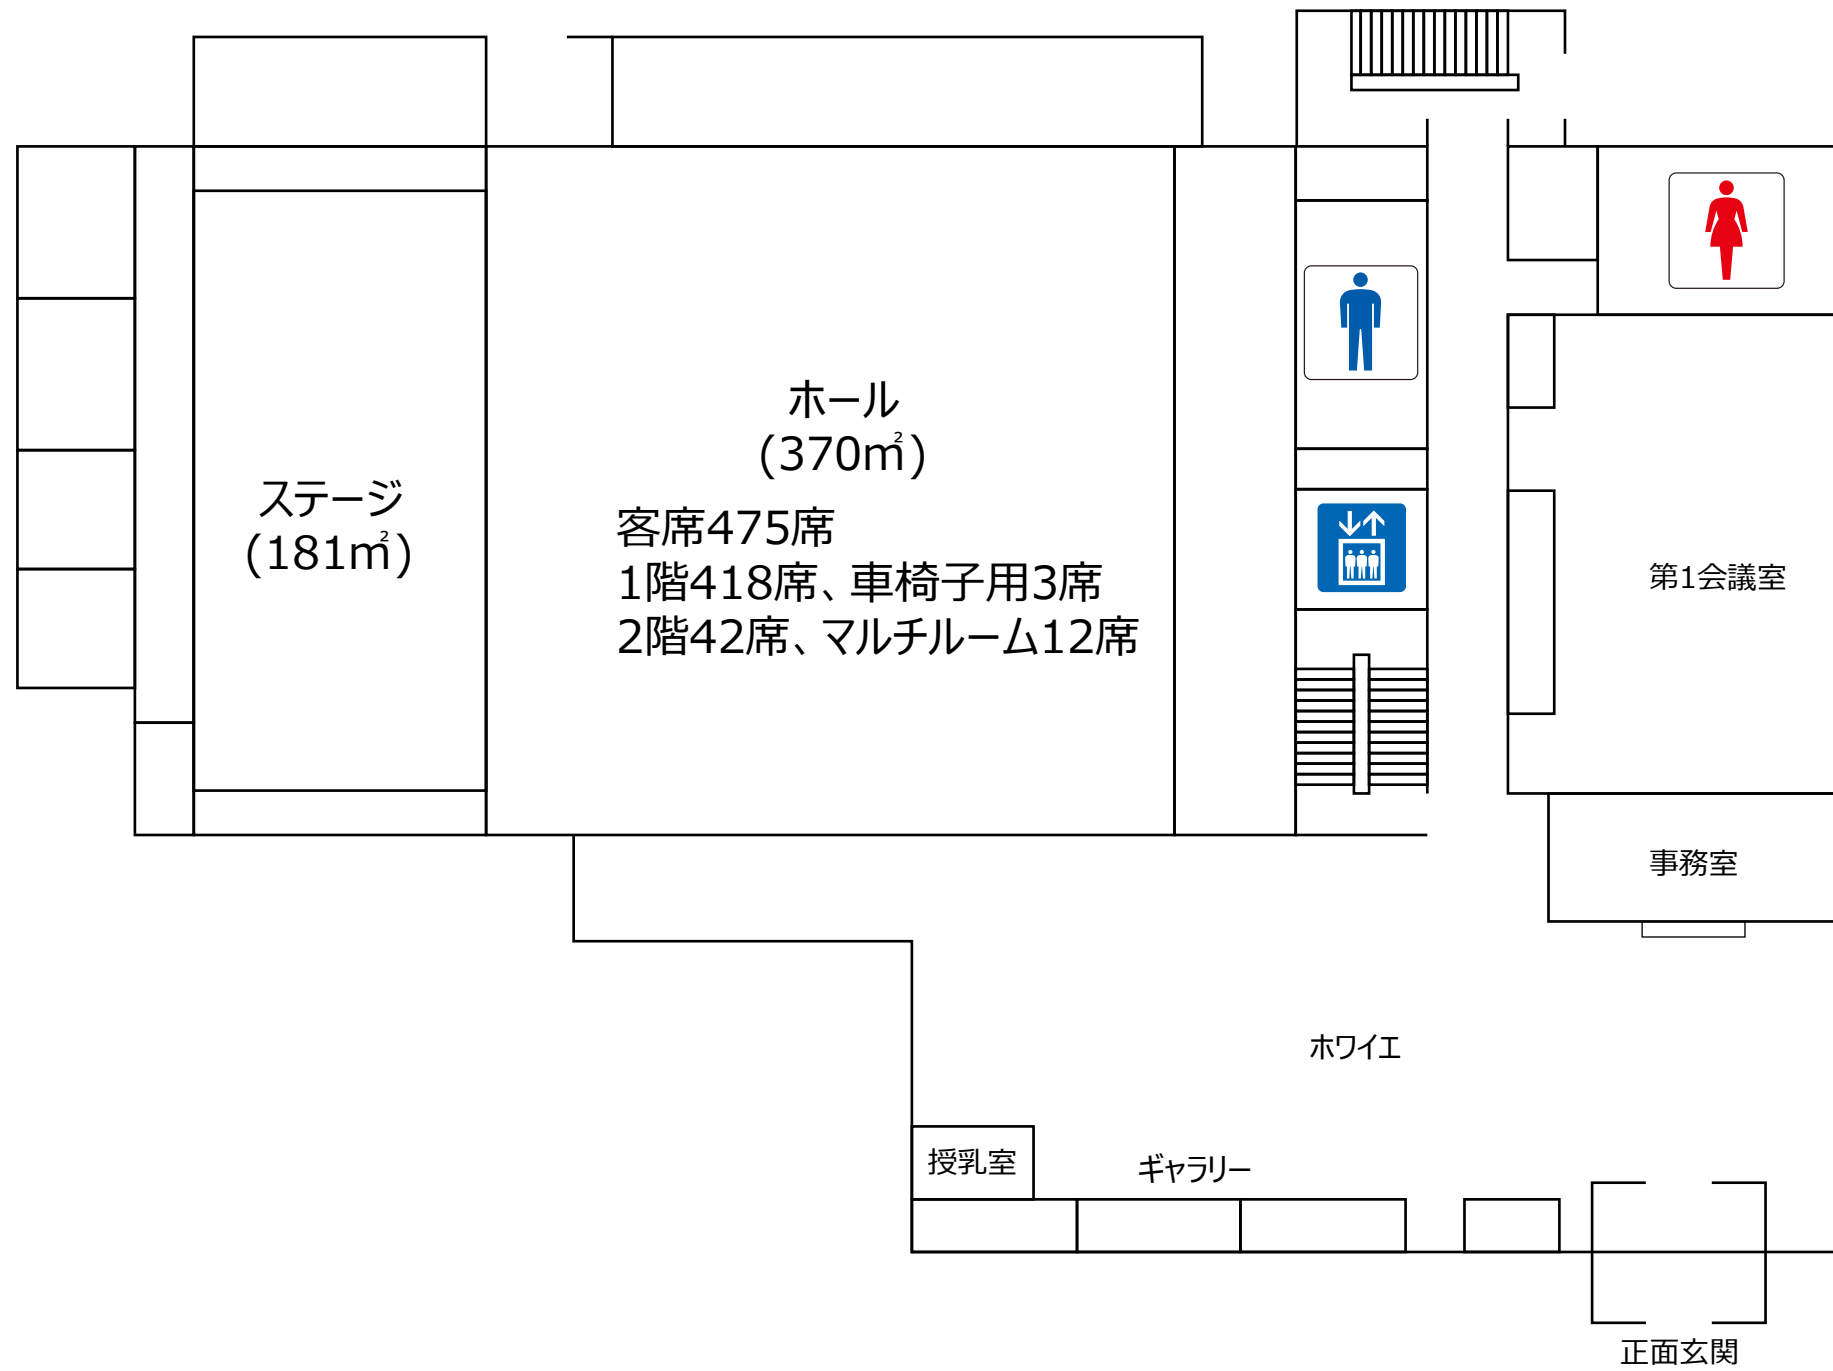 ホール
(370㎡)
客席475席
1階418席、車椅子用3席
2階42席、マルチルーム12席
ステージ
(181㎡)
第1会議室
事務室
ホワイエ
授乳室
ギャラリー
正面玄関